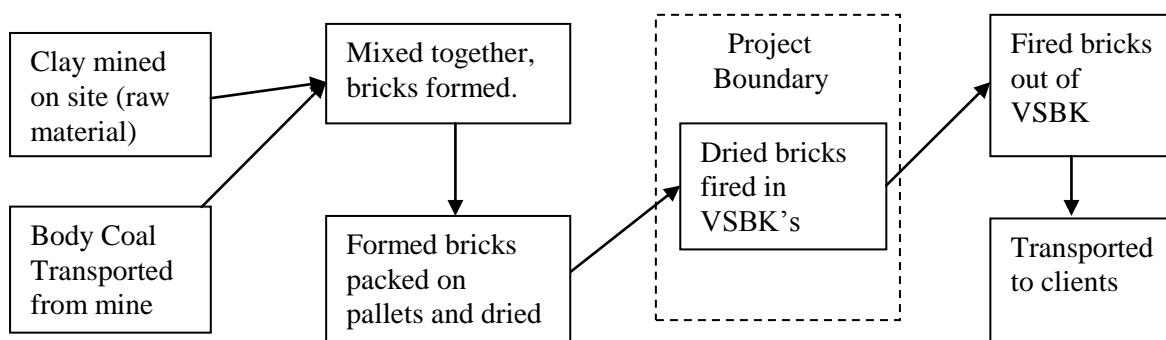 Clay mined
on site (raw
material)
Body Coal
Transported
from mine
Mixed together,
bricks formed.
Formed bricks
packed on
pallets and dried
Project
Boundary
Dried bricks
fired in
VSBK’s
Fired bricks
out of
VSBK
Transported
to clients